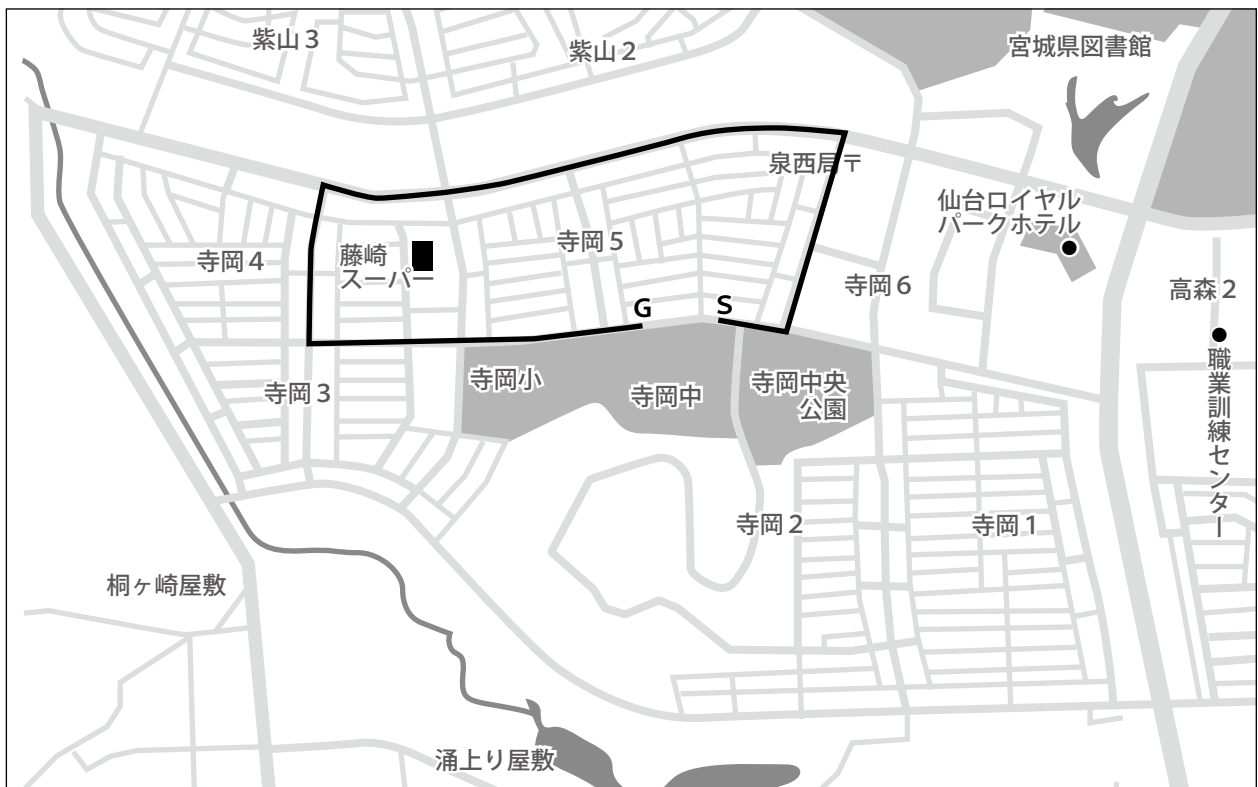 紫山3
紫山2
宮城県図書館
泉西局〒
仙台ロイヤル
パークホテル
寺岡4
藤崎
スーパー
寺岡5
寺岡6
高森2
G
S
職業訓練センター
寺岡3
寺岡小
寺岡中
寺岡中央
公園
寺岡2
寺岡1
桐ヶ崎屋敷
涌上り屋敷